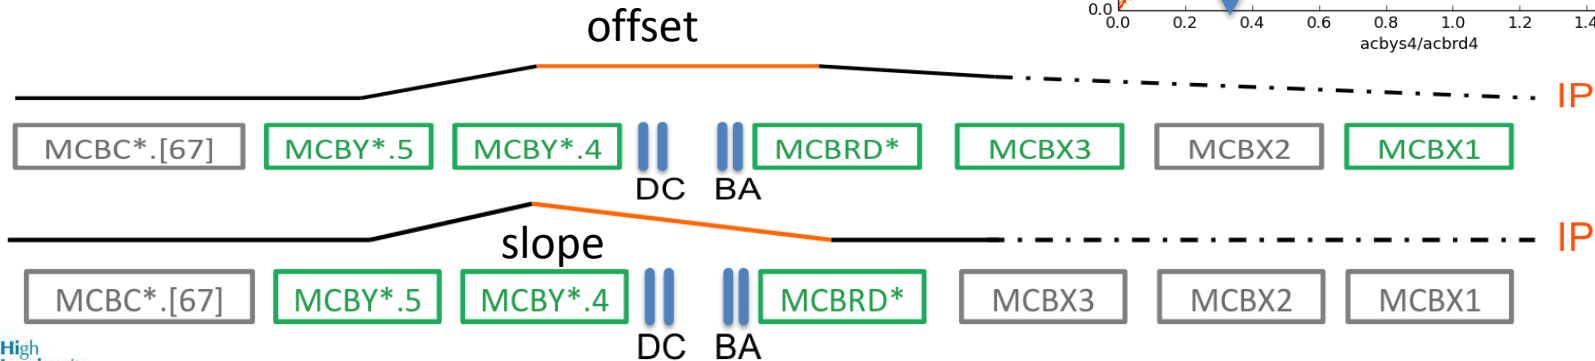 0.0
0.0 0.2 0.4 0.6 0.8 1.0 1.2 1.4
acbys4/acbrd4
offset
IP
MCBC*.[67] MCBY*.5 MCBY*.4 MCBRD* MCBX3 MCBX2 MCBX1
DC BA
slope
IP
MCBC*.[67] MCBY*.5 MCBY*.4 MCBRD* MCBX3 MCBX2 MCBX1
DC BA
High